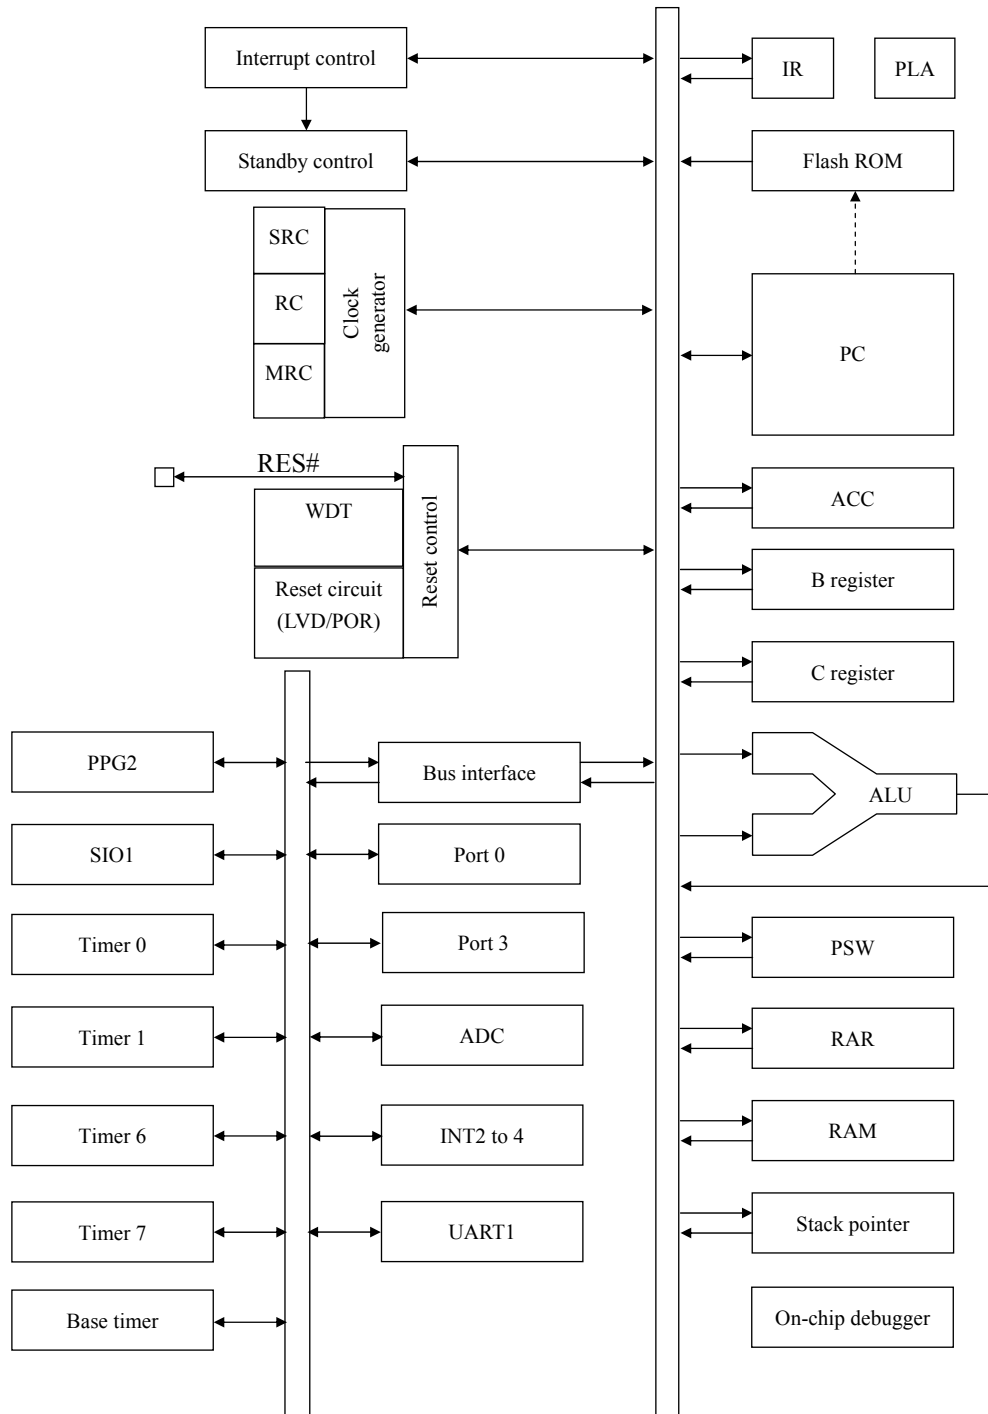 Interrupt control
IR
PLA
Standby control
Flash ROM
SRC
RC
MRC
Clock
generator
PC
RES#
WDT
Reset circuit
(LVD/POR)
Reset control
ACC
B register
C register
PPG2
Bus interface
ALU
SIO1
Port 0
Timer 0
Port 3
PSW
Timer 1
ADC
RAR
Timer 6
INT2 to 4
RAM
Timer 7
UART1
Stack pointer
Base timer
On-chip debugger